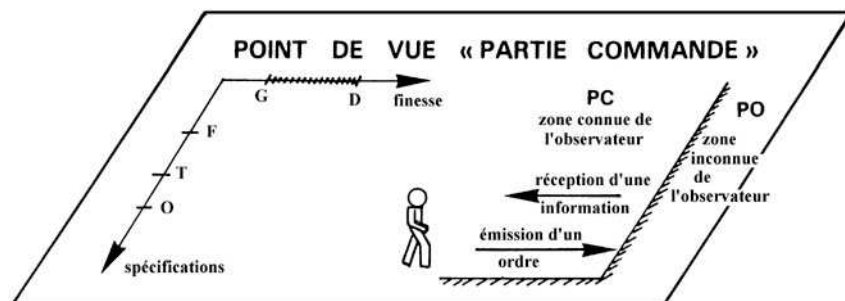 POINT DE VUE « PARTIE COMMANDE »
G
D
finesse
F
T
O
spécifications
PC
zone connue de
l'observateur
PO
zone
inconnue
de
l'observateur
réception d'une
information
émission d'un
ordre